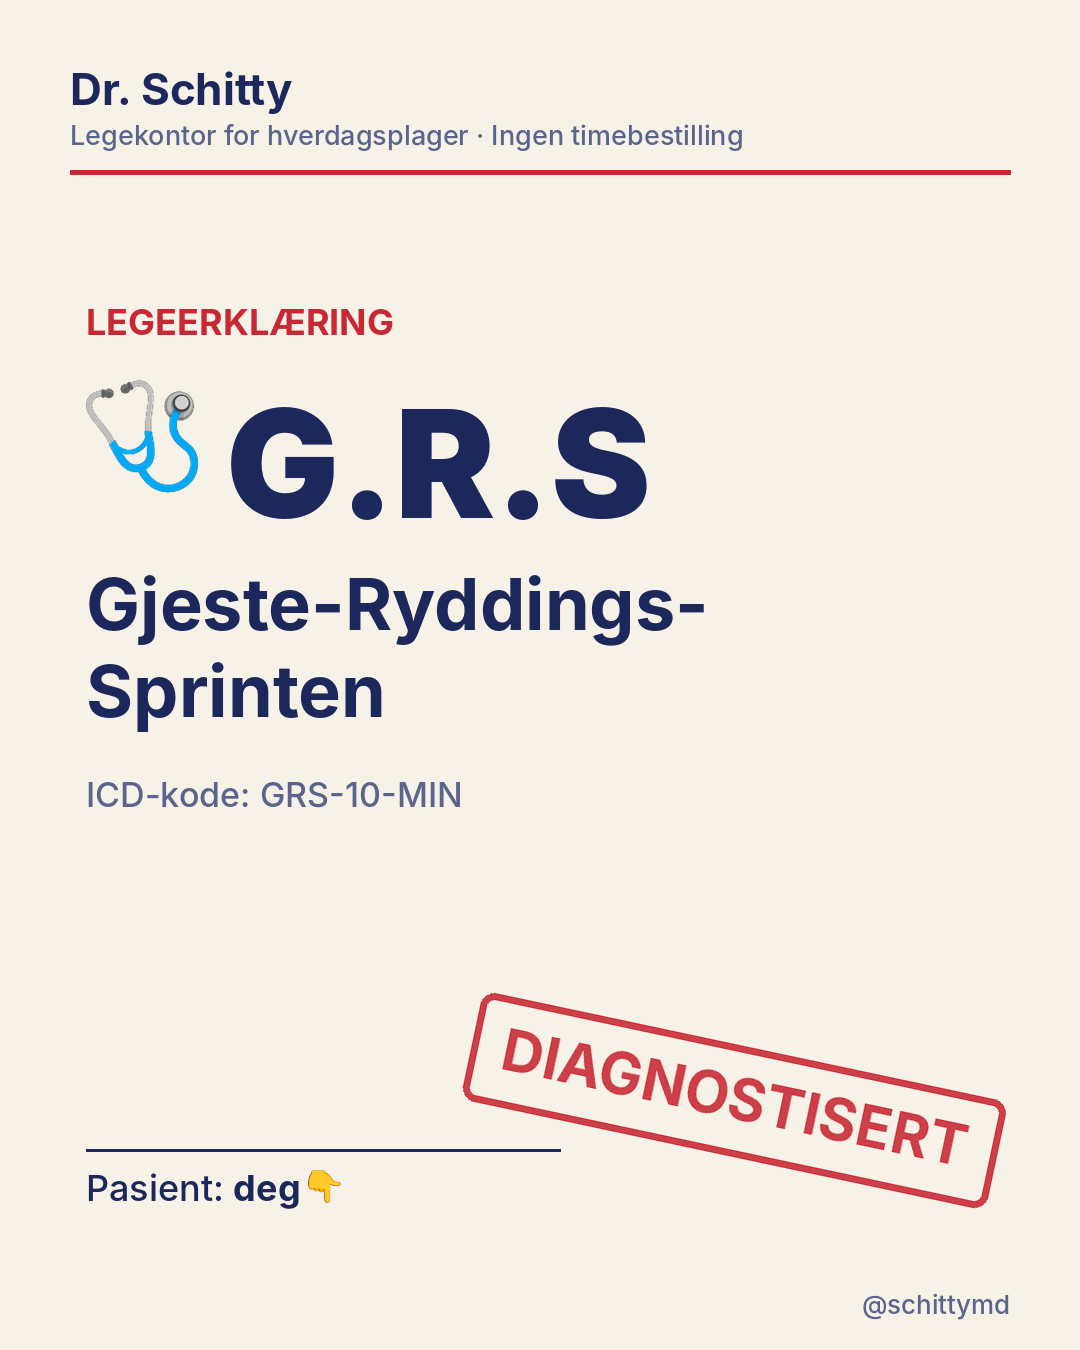 Dr. Schitty
Legekontor for hverdagsplager · Ingen timebestilling
LEGEERKLÆRING
G.R.S
Gjeste-Ryddings-
Sprinten
ICD-kode: GRS-10-MIN
DIAGNOSTISERT
Pasient: deg👇
@schittymd